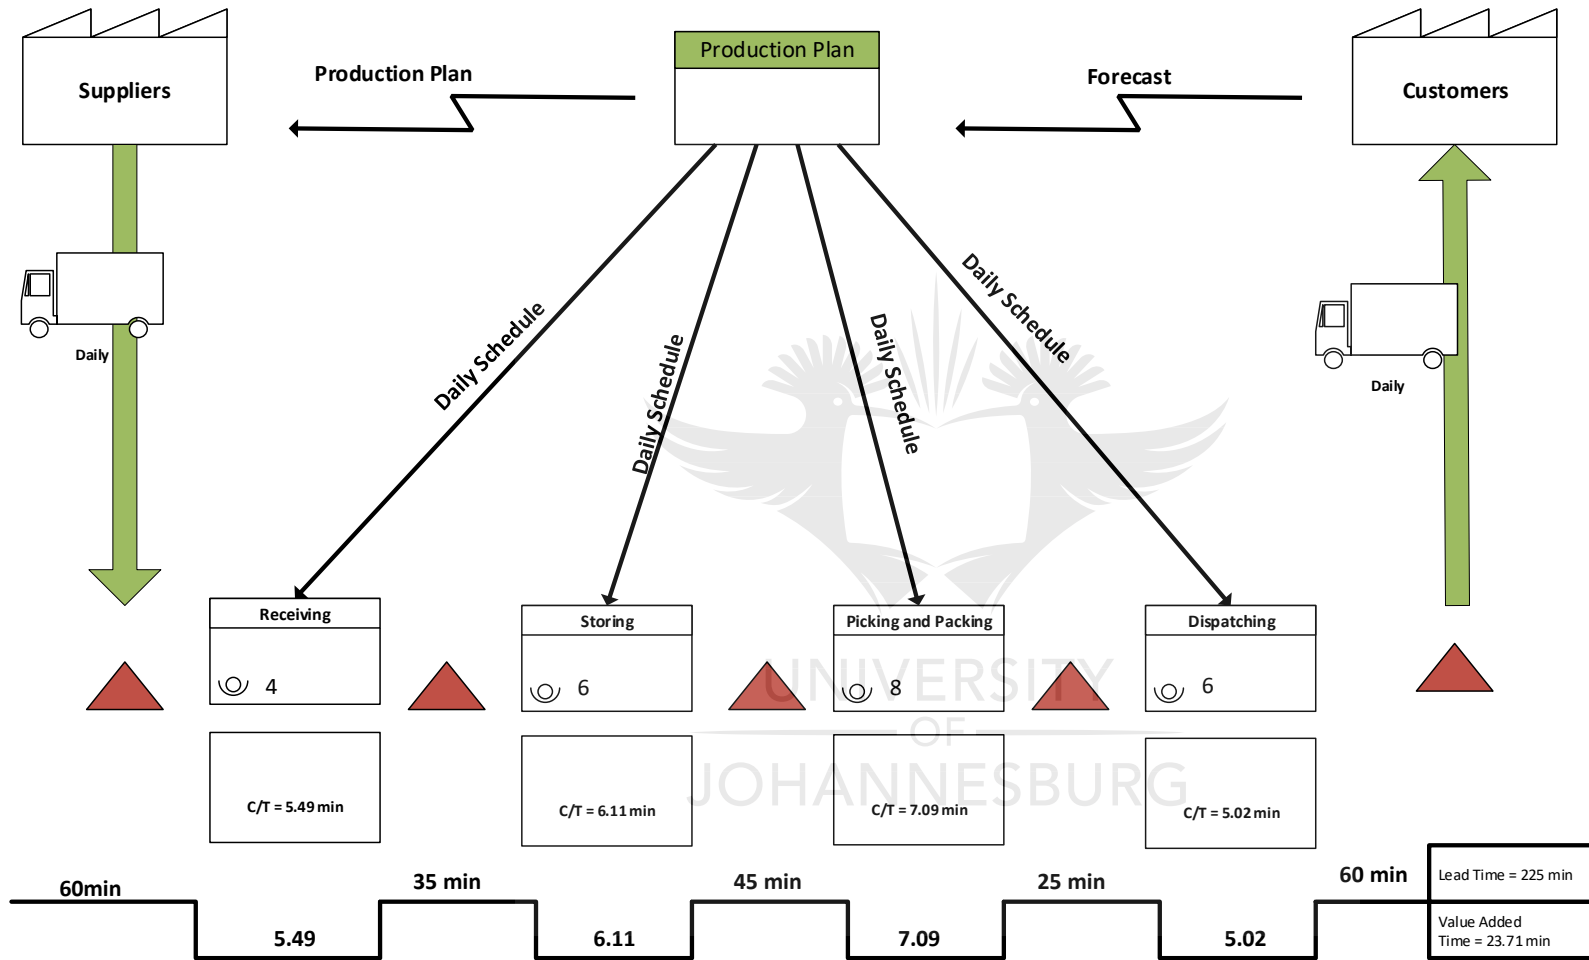 Suppliers
Production Plan
Production Plan
Forecast
Customers
Daily
Daily
Daily Schedule
Daily Schedule
Daily Schedule
Daily Schedule
Receiving
4
Storing
6
Picking and Packing
8
Dispatching
6
UNIVERSITY
OF
JOHANNESBURG
C/T = 5.49 min
C/T = 6.11 min
C/T = 7.09 min
C/T = 5.02 min
60min
35 min
45 min
25 min
60 min
Lead Time = 225 min
5.49
6.11
7.09
5.02
Value Added
Time = 23.71 min